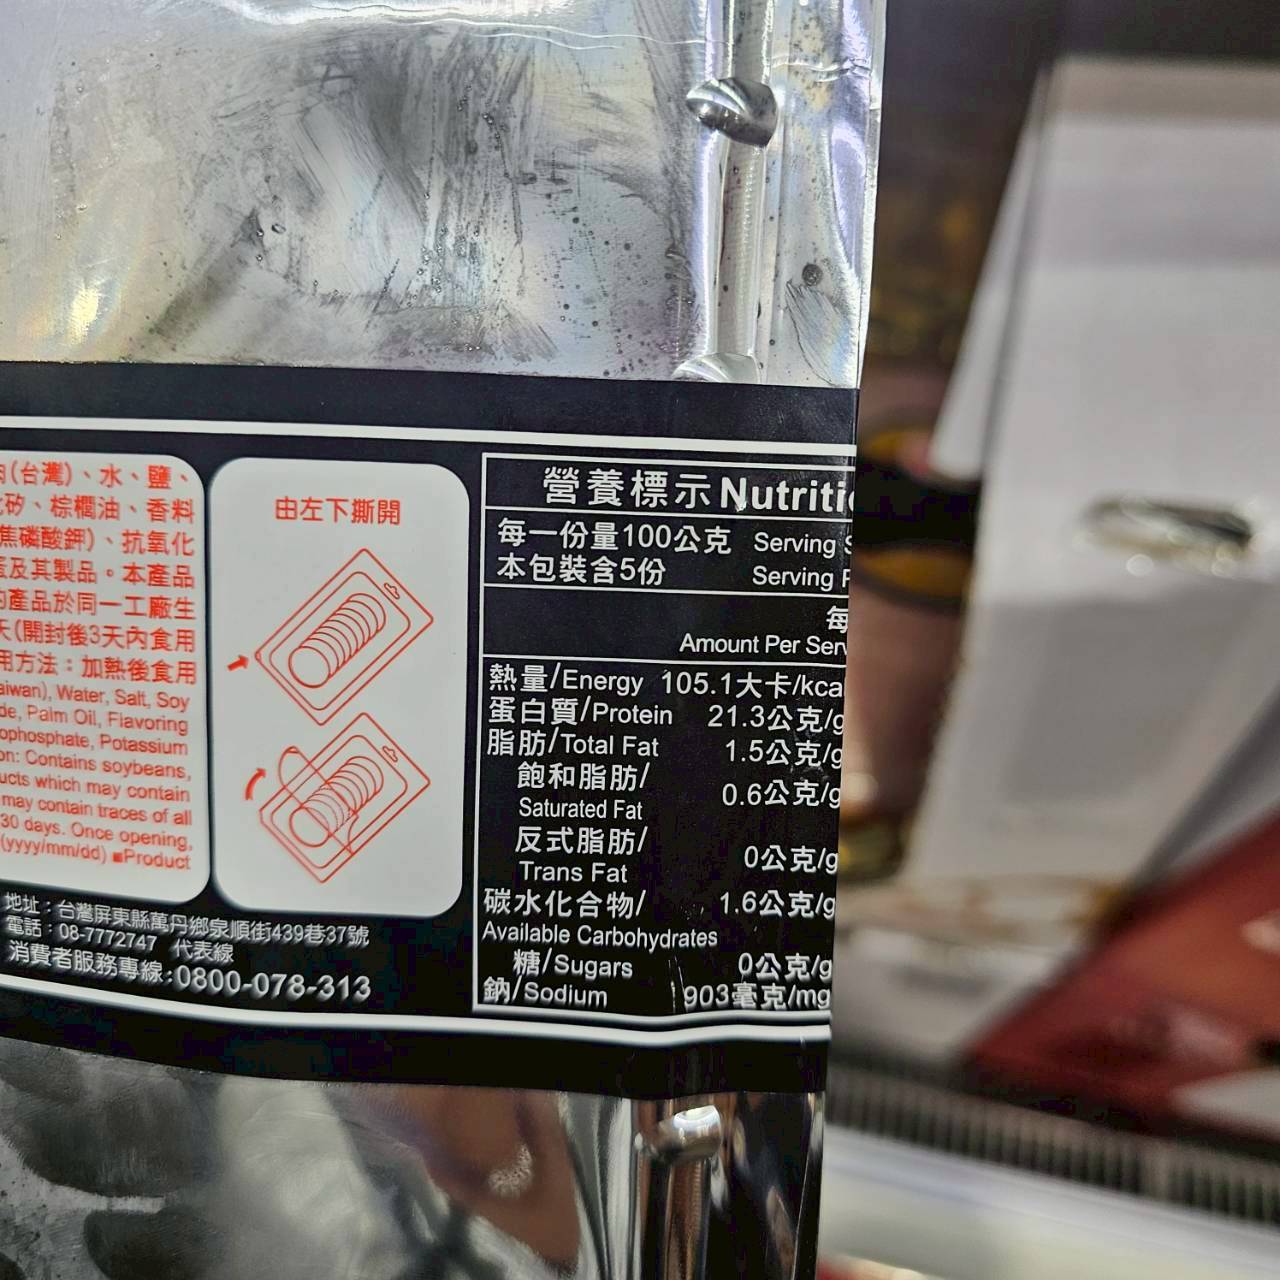 肉(台灣)、水、鹽、
化矽、棕櫚油、香料
焦磷酸鉀)、抗氧化
蛋及其製品。本產品
的產品於同一工廠生
天(開封後3天內食用
用方法：加熱後食用
aiwan), Water, Salt, Soy
de, Palm Oil, Flavoring
ophosphate, Potassium
on: Contains soybeans,
ucts which may contain
may contain traces of all
30 days. Once opening,
(yyyy/mm/dd) ■Product
由左下撕開
地址：台灣屏東縣萬丹鄉泉順街439巷37號
電話：08-7772747 代表線
消費者服務專線:0800-078-313
營養標示 Nutriti
每一份量100公克 Serving S
本包裝含5份 Serving P
每
Amount Per Serv
熱量/Energy 105.1大卡/kca
蛋白質/Protein 21.3公克/g
脂肪/Total Fat 1.5公克/g
飽和脂肪/
Saturated Fat 0.6公克/g
反式脂肪/
Trans Fat 0公克/g
碳水化合物/ 1.6公克/g
Available Carbohydrates
糖/Sugars 0公克/g
鈉/Sodium 903毫克/mg